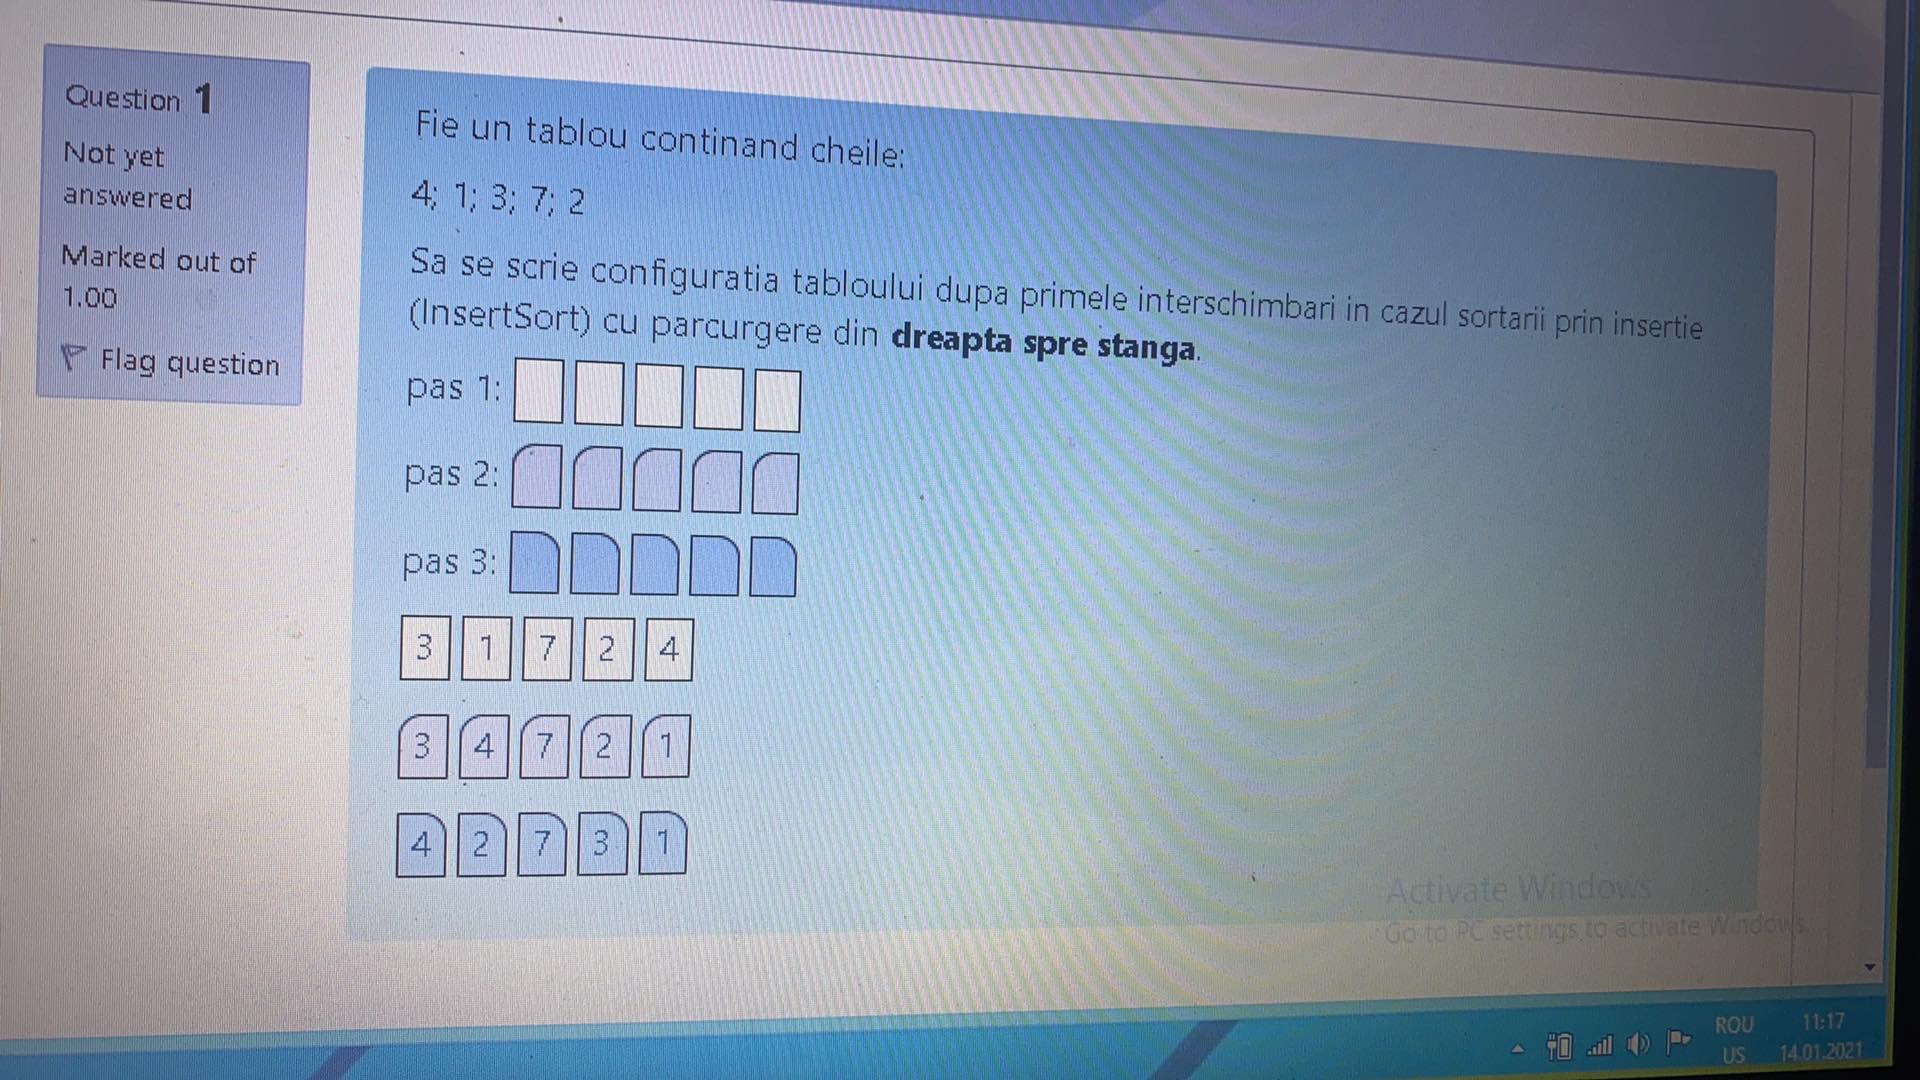 Question 1
Not yet
answered
Marked out of
1.00
Flag question
Fie un tablou continand cheile:
4; 1; 3; 7; 2
Sa se scrie configuratia tabloului dupa primele interschimbari in cazul sortarii prin insertie
(InsertSort) cu parcurgere din dreapta spre stanga.
pas 1:
pas 2:
pas 3:
3 1 7 2 4
3 4 7 2 1
4 2 7 3 1
Activate Windows
Go to PC settings to activate Windows.
ROU 11:17
US 14.01.2021